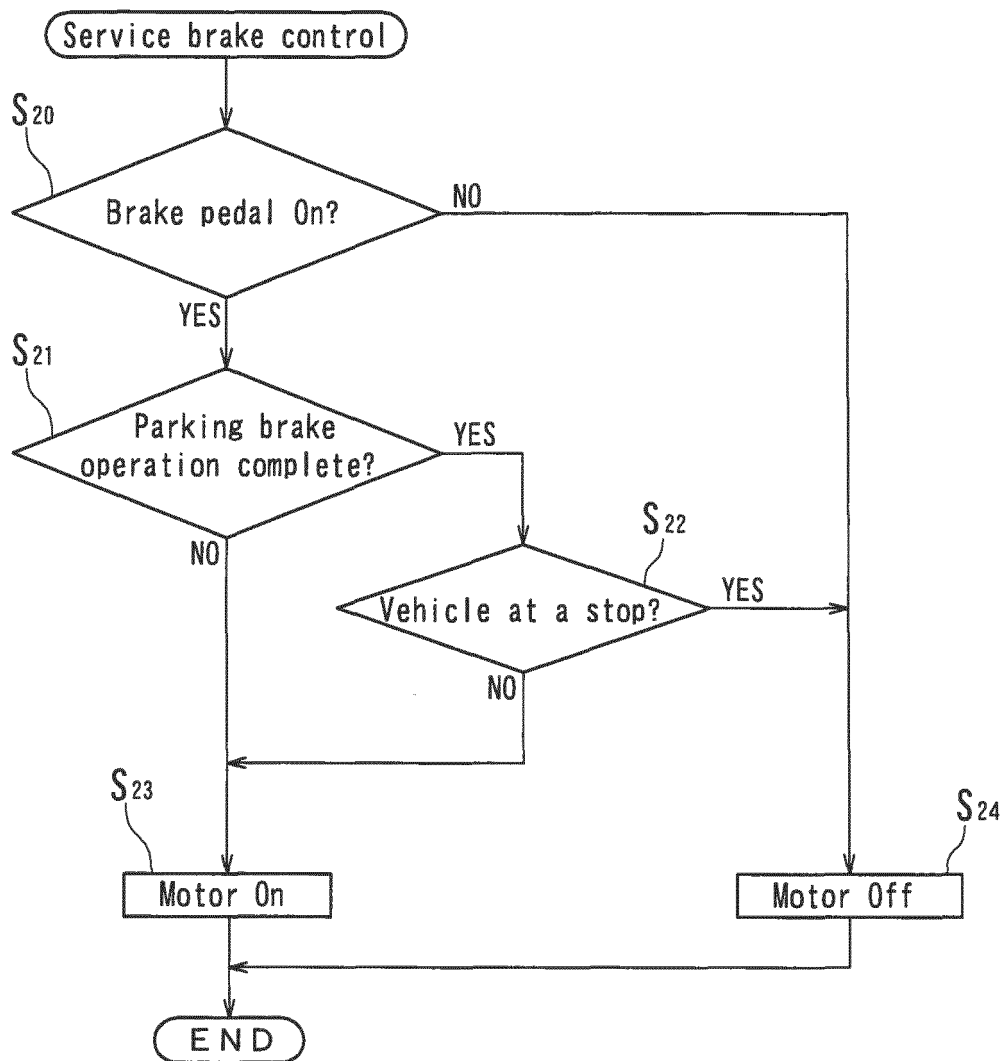 Service brake control
S20
Brake pedal On?
NO
YES
S21
Parking brake
operation complete?
YES
NO
S22
Vehicle at a stop?
YES
NO
S23
Motor On
S24
Motor Off
END